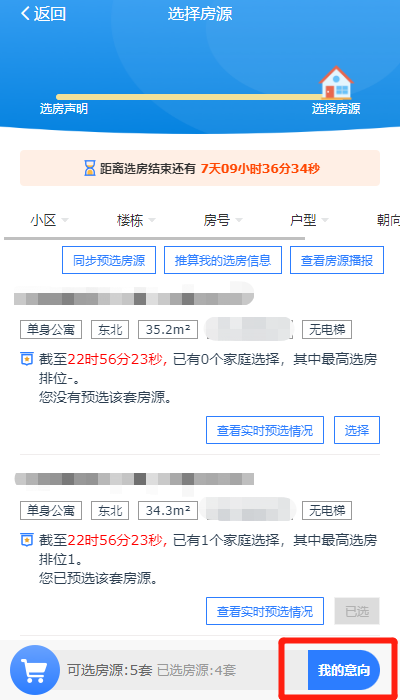 返回 选择房源
选房声明 选择房源
距离选房结束还有 7天09小时36分34秒
小区 楼栋 房号 户型 朝向
同步预选房源 推算我的选房信息 查看房源播报
单身公寓 东北 35.2m² 无电梯
截至22时56分23秒, 已有0个家庭选择，其中最高选房
排位-。
您没有预选该套房源。
查看实时预选情况 选择
单身公寓 东北 34.3m² 无电梯
截至22时56分23秒, 已有1个家庭选择，其中最高选房
排位1。
您已预选该套房源。
查看实时预选情况 已选
可选房源:5套 已选房源:4套 我的意向